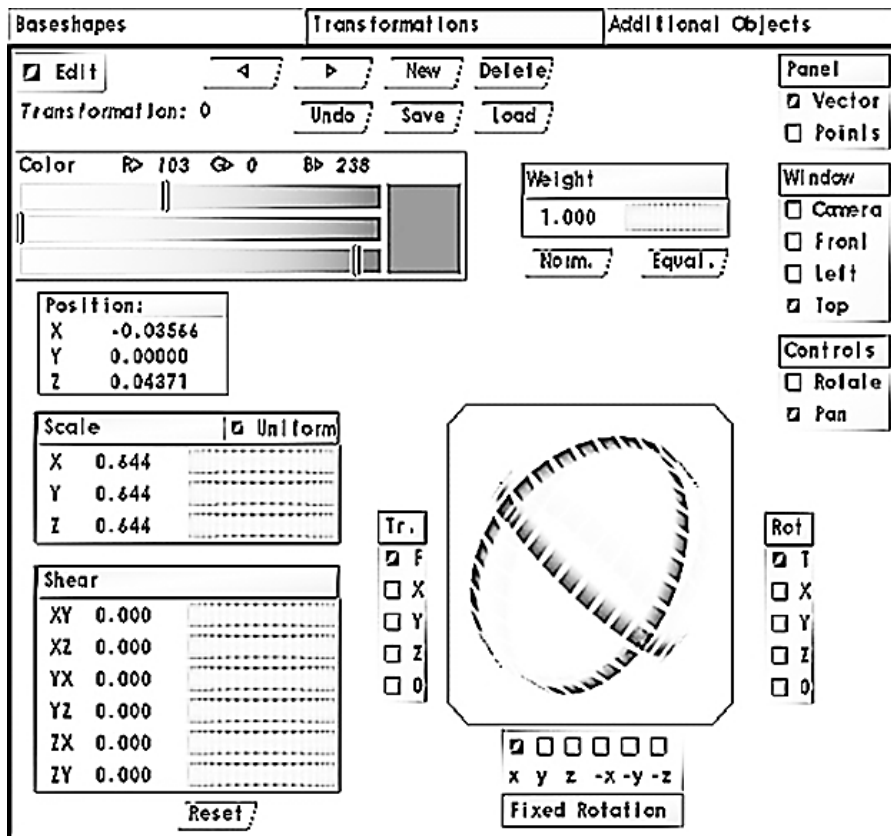 Baseshapes Transformations Additional Objects
Edit New Delete
Transformation: 0 Undo Save Load
Panel
Vector
Points
Color R> 103 G> 0 B> 238
Weight
1.000
Norm. Equal.
Window
Camera
Front
Left
Top
Position:
X -0.03566
Y 0.00000
Z 0.04371
Controls
Rotate
Pan
Scale Uniform
X 0.644
Y 0.644
Z 0.644
Shear
XY 0.000
XZ 0.000
YX 0.000
YZ 0.000
ZX 0.000
ZY 0.000
Reset
Tr.
F
X
Y
Z
0
Rot
T
X
Y
Z
0
x y z -x -y -z
Fixed Rotation